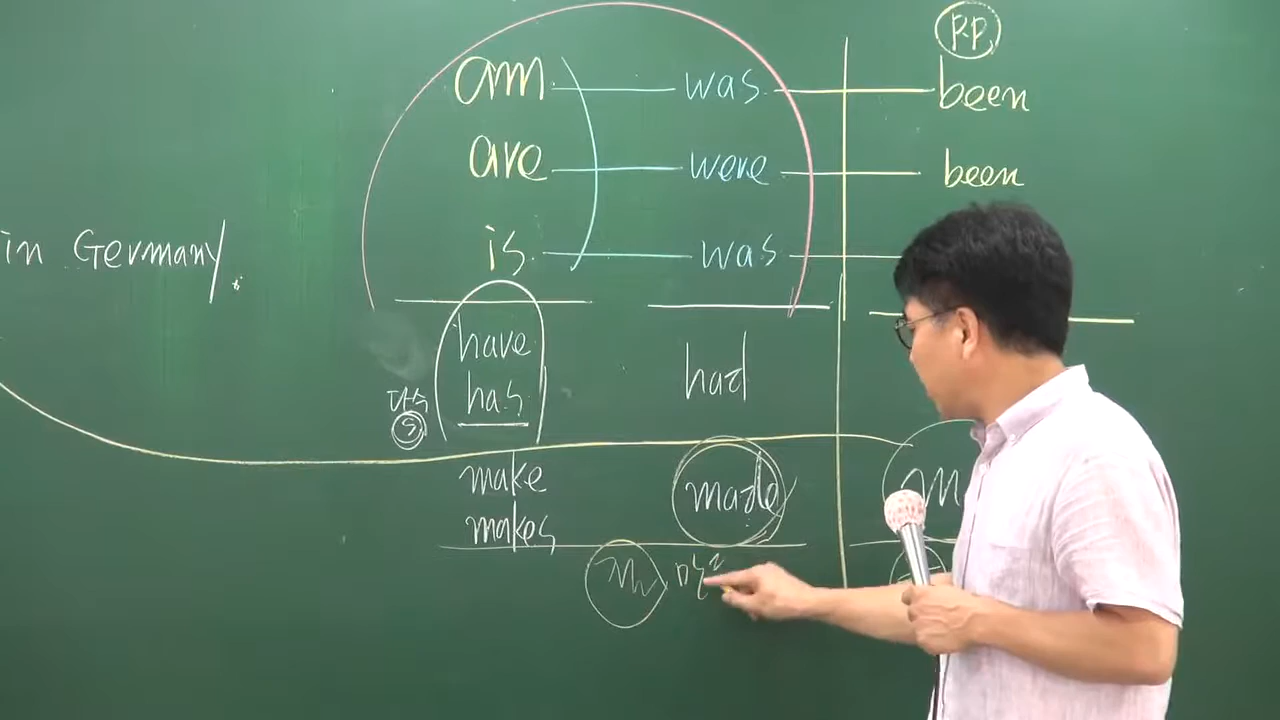 P.P
am was been
are were been
in Germany.
is was
have
has had
make made
makes